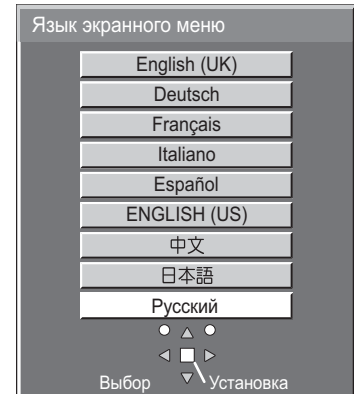 Язык экранного меню
English (UK)
Deutsch
Français
Italiano
Español
ENGLISH (US)
中文
日本語
Русский
Выбор Установка